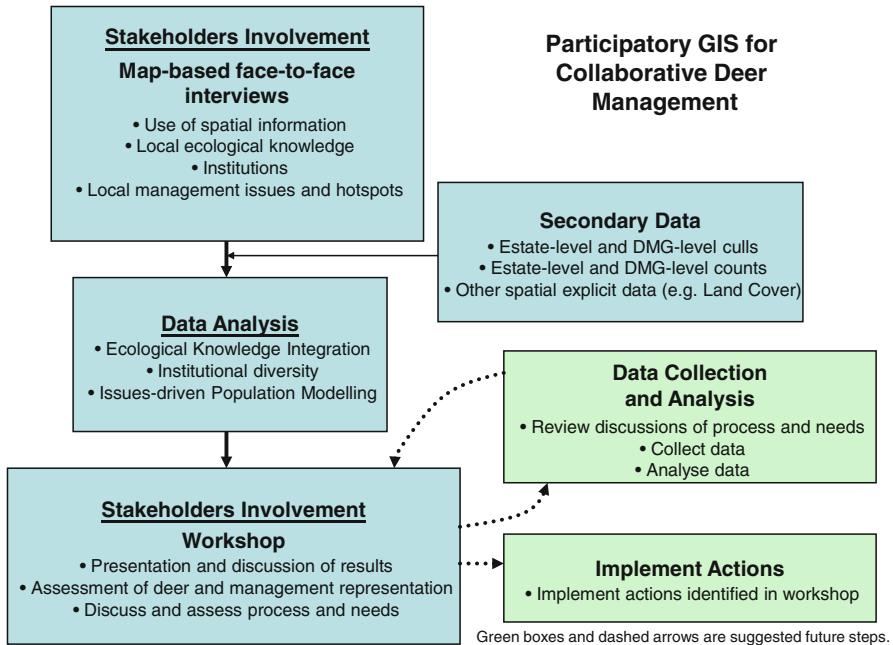 Stakeholders Involvement
Map-based face-to-face
interviews
• Use of spatial information
• Local ecological knowledge
• Institutions
• Local management issues and hotspots
Participatory GIS for
Collaborative Deer
Management
Secondary Data
• Estate-level and DMG-level culls
• Estate-level and DMG-level counts
• Other spatial explicit data (e.g. Land Cover)
Data Analysis
• Ecological Knowledge Integration
• Institutional diversity
• Issues-driven Population Modelling
Data Collection
and Analysis
• Review discussions of process and needs
• Collect data
• Analyse data
Stakeholders Involvement
Workshop
• Presentation and discussion of results
• Assessment of deer and management representation
• Discuss and assess process and needs
Implement Actions
• Implement actions identified in workshop
Green boxes and dashed arrows are suggested future steps.